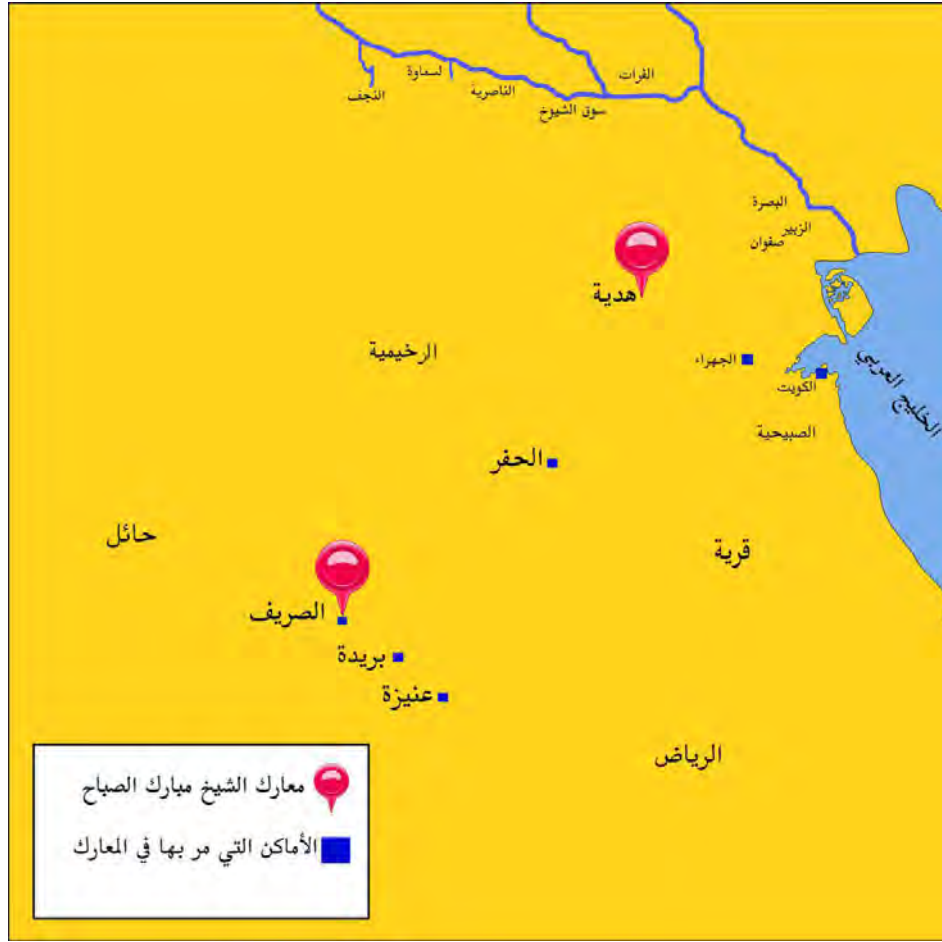 الفرات
لسماوة
الناصرية
النجف
سوق الشيوخ
البصرة
الزبير
صفوان
هدية
الرخيمية
الجهراء
الكويت
الخليج العربي
الصبيحية
الحفر
حائل
قرية
الصريف
بريدة
عنيزة
الرياض
معارك الشيخ مبارك الصباح
الأماكن التي مر بها في المعارك